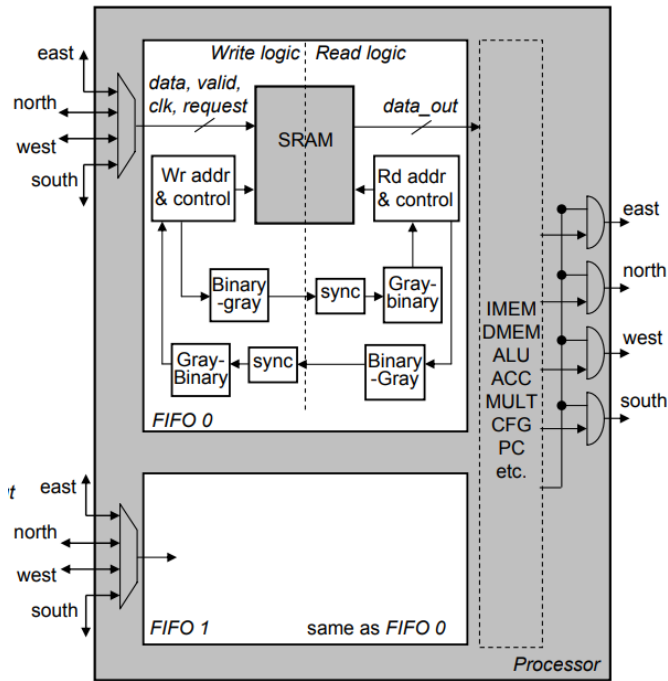 east
north
west
south
Write logic
Read logic
data, valid,
clk, request
data_out
SRAM
Wr addr
& control
Rd addr
& control
Binary
-gray
sync
Gray-
binary
Gray-
Binary
sync
Binary
-Gray
FIFO 0
IMEM
DMEM
ALU
ACC
MULT
CFG
PC
etc.
east
north
west
south
east
north
west
south
FIFO 1
same as FIFO 0
Processor